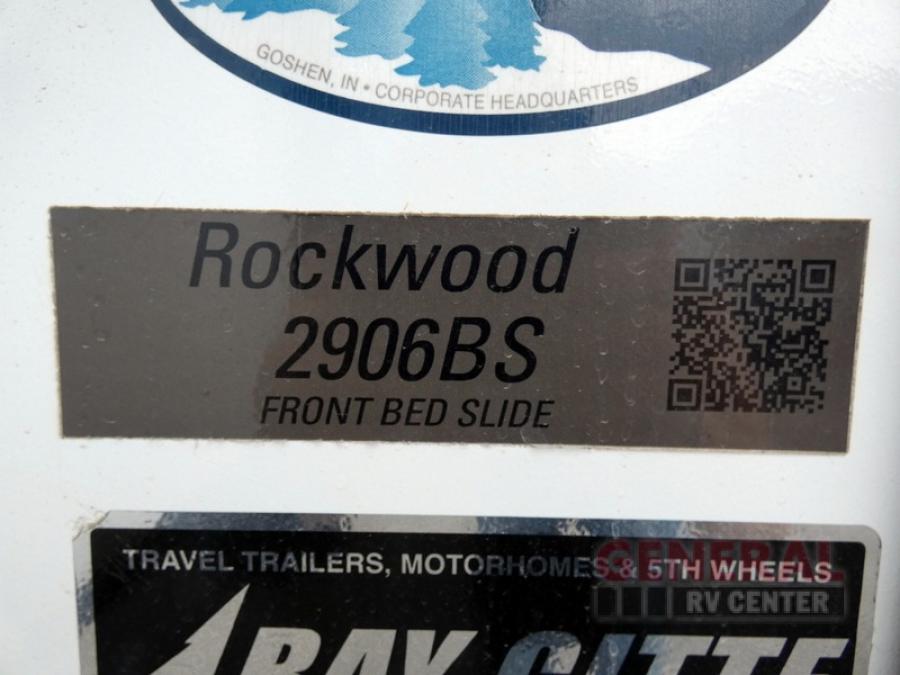 GOSHEN, IN • CORPORATE HEADQUARTERS
Rockwood
2906BS
FRONT BED SLIDE
TRAVEL TRAILERS, MOTORHOMES & 5TH WHEELS
GENERAL
RV CENTER